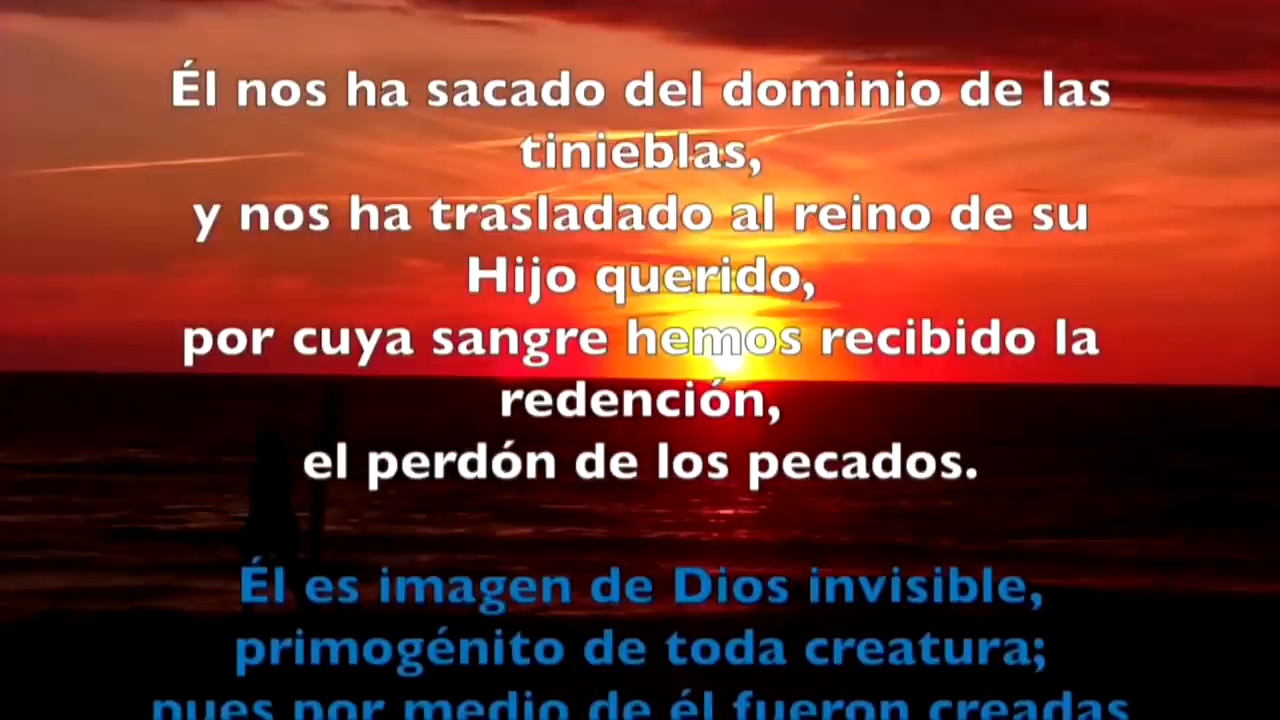 Él nos ha sacado del dominio de las
tinieblas,
y nos ha trasladado al reino de su
Hijo querido,
por cuya sangre hemos recibido la
redención,
el perdón de los pecados.
Él es imagen de Dios invisible,
primogénito de toda creatura;
pues por medio de él fueron creadas